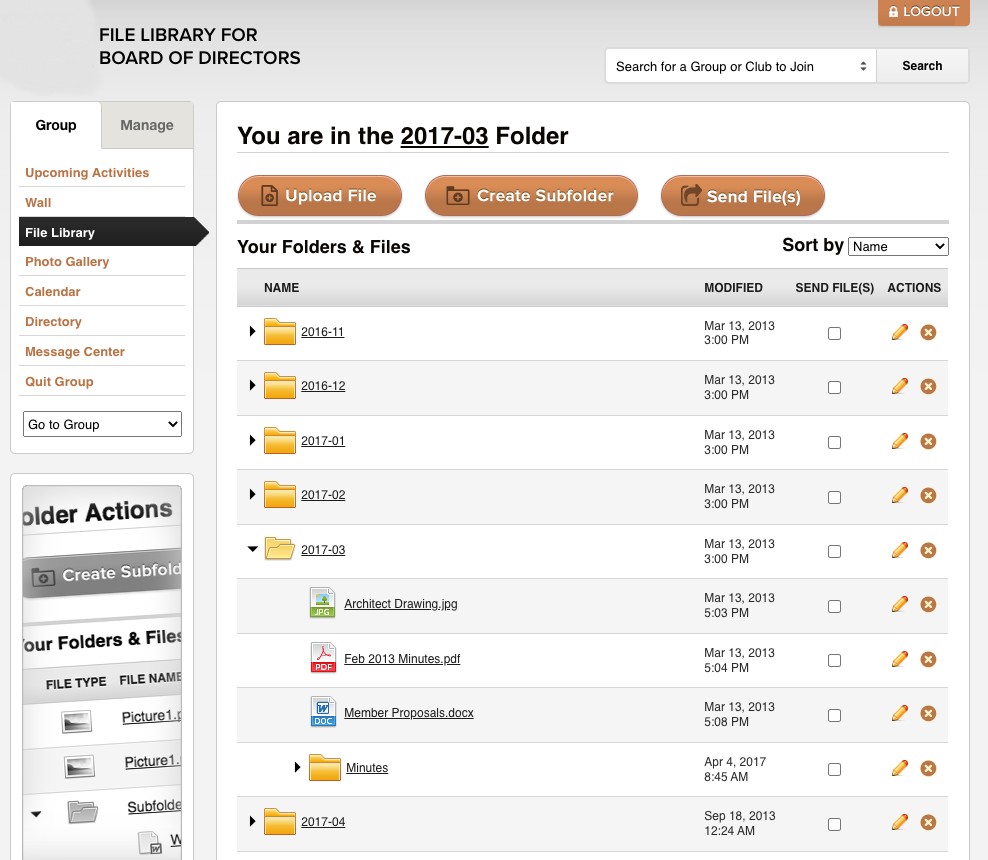 LOGOUT
FILE LIBRARY FOR
BOARD OF DIRECTORS
Search for a Group or Club to Join
Search
Group
Manage
Upcoming Activities
Wall
File Library
Photo Gallery
Calendar
Directory
Message Center
Quit Group
Go to Group
older Actions
Create Subfold
Your Folders & Files
FILE TYPE FILE NAME
Picture1.
Picture1.
Subfolde
W
You are in the 2017-03 Folder
Upload File
Create Subfolder
Send File(s)
Your Folders & Files
Sort by Name
NAME MODIFIED SEND FILE(S) ACTIONS
2016-11
Mar 13, 2013
3:00 PM
2016-12
Mar 13, 2013
3:00 PM
2017-01
Mar 13, 2013
3:00 PM
2017-02
Mar 13, 2013
3:00 PM
2017-03
Mar 13, 2013
3:00 PM
JPG
Architect Drawing.jpg
Mar 13, 2013
5:03 PM
PDF
Feb 2013 Minutes.pdf
Mar 13, 2013
5:04 PM
W
DOC
Member Proposals.docx
Mar 13, 2013
5:08 PM
Minutes
Apr 4, 2017
8:45 AM
2017-04
Sep 18, 2013
12:24 AM